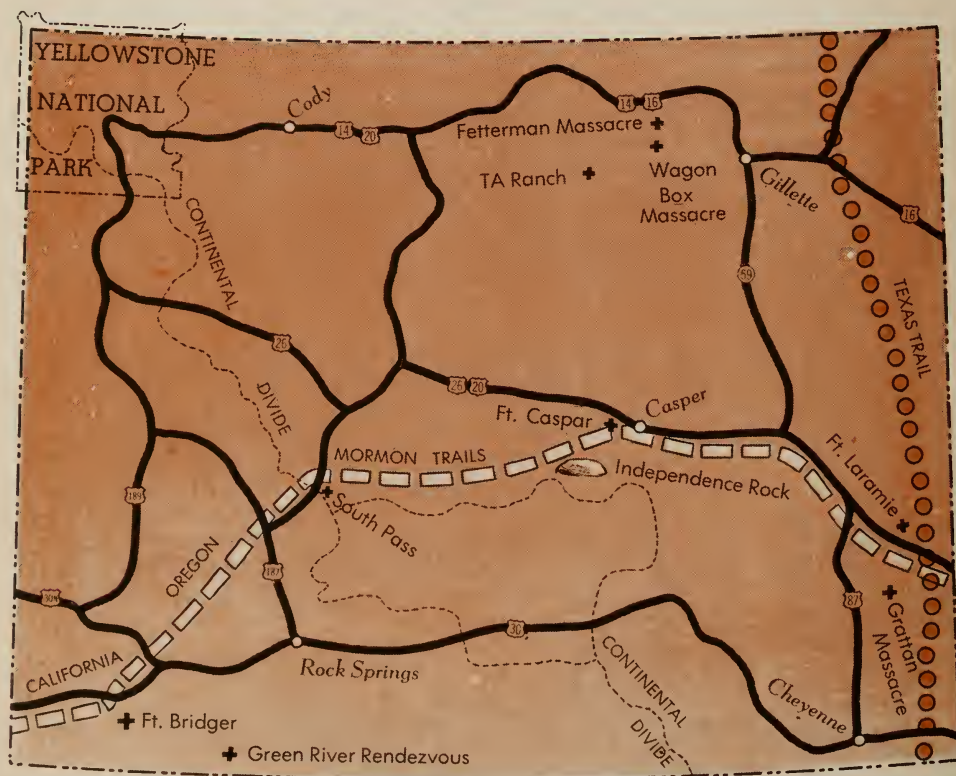 YELLOWSTONE
NATIONAL
PARK
Cody
14
20
14
16
Fetterman Massacre
Wagon
Box
Massacre
TA Ranch
Gillette
16
CONTINENTAL
DIVIDE
26
59
TEXAS TRAIL
26
20
Ft. Caspar
Casper
MORMON TRAILS
Independence Rock
Ft. Laramie
South Pass
189
OREGON
187
87
Grattan
Massacre
30
Rock Springs
CALIFORNIA
CONTINENTAL
DIVIDE
Cheyenne
Ft. Bridger
Green River Rendezvous